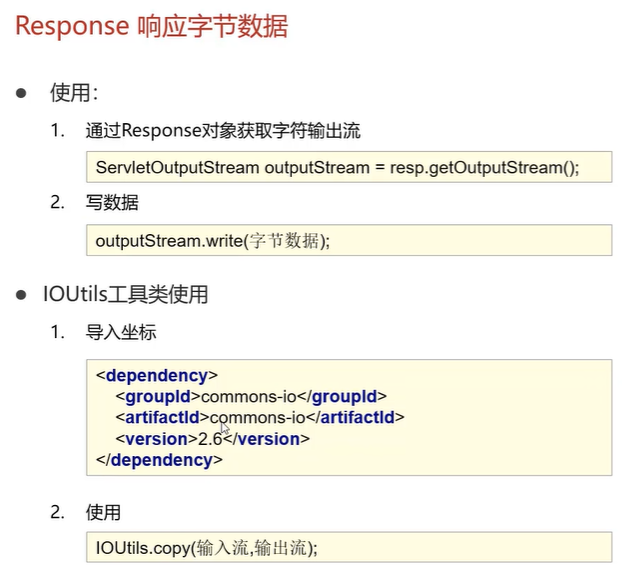 Response 响应字节数据
● 使用：
1. 通过Response对象获取字符输出流
ServletOutputStream outputStream = resp.getOutputStream();
2. 写数据
outputStream.write(字节数据);
● IOUtils工具类使用
1. 导入坐标
<dependency>
<groupId>commons-io</groupId>
<artifactId>commons-io</artifactId>
<version>2.6</version>
</dependency>
2. 使用
IOUtils.copy(输入流,输出流);